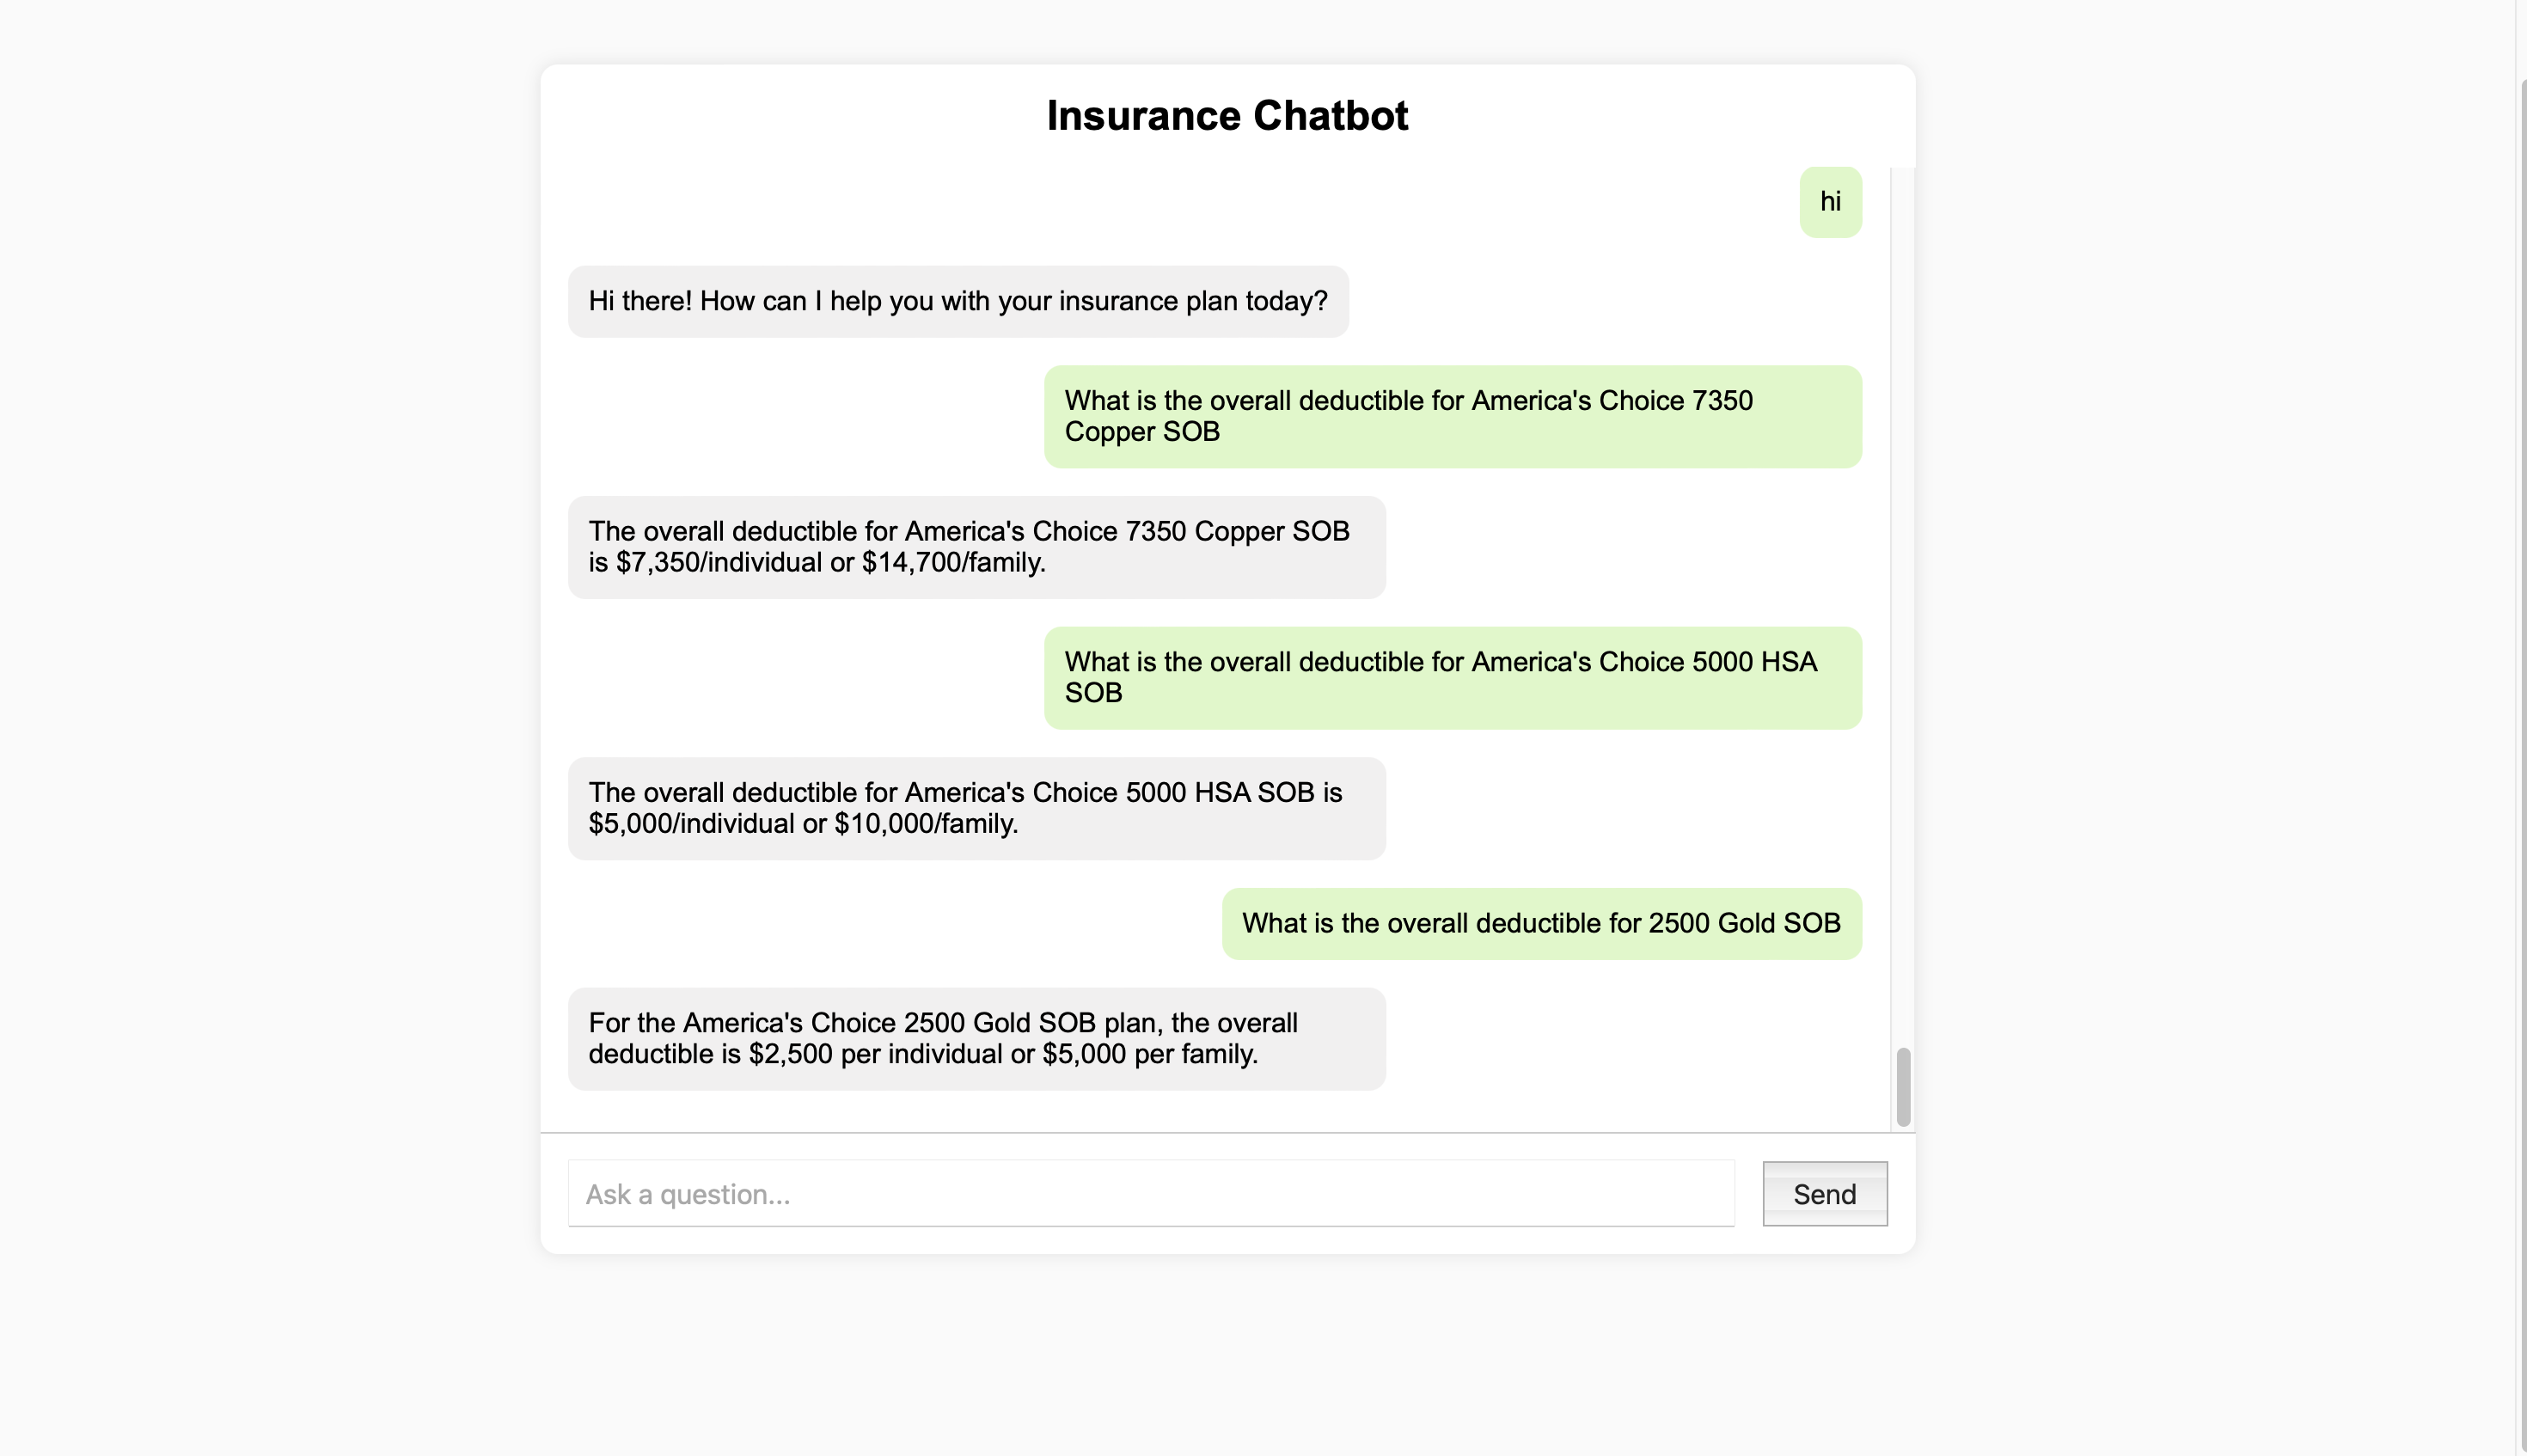 Insurance Chatbot
hi
Hi there! How can I help you with your insurance plan today?
What is the overall deductible for America's Choice 7350
Copper SOB
The overall deductible for America's Choice 7350 Copper SOB
is $7,350/individual or $14,700/family.
What is the overall deductible for America's Choice 5000 HSA
SOB
The overall deductible for America's Choice 5000 HSA SOB is
$5,000/individual or $10,000/family.
What is the overall deductible for 2500 Gold SOB
For the America's Choice 2500 Gold SOB plan, the overall
deductible is $2,500 per individual or $5,000 per family.
Ask a question...
Send